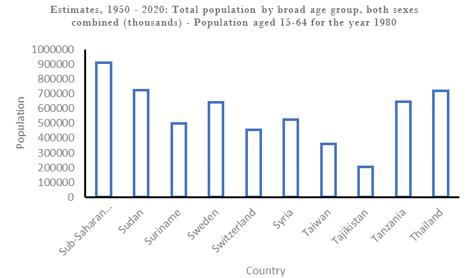 Estimates, 1950 - 2020: Total population by broad age group, both sexes
combined (thousands) - Population aged 15-64 for the year 1980
1000000
900000
800000
700000
600000
500000
400000
300000
200000
100000
0
Population
Sub-Saharan...
Sudan
Suriname
Sweden
Switzerland
Syria
Taiwan
Tajikistan
Tanzania
Thailand
Country